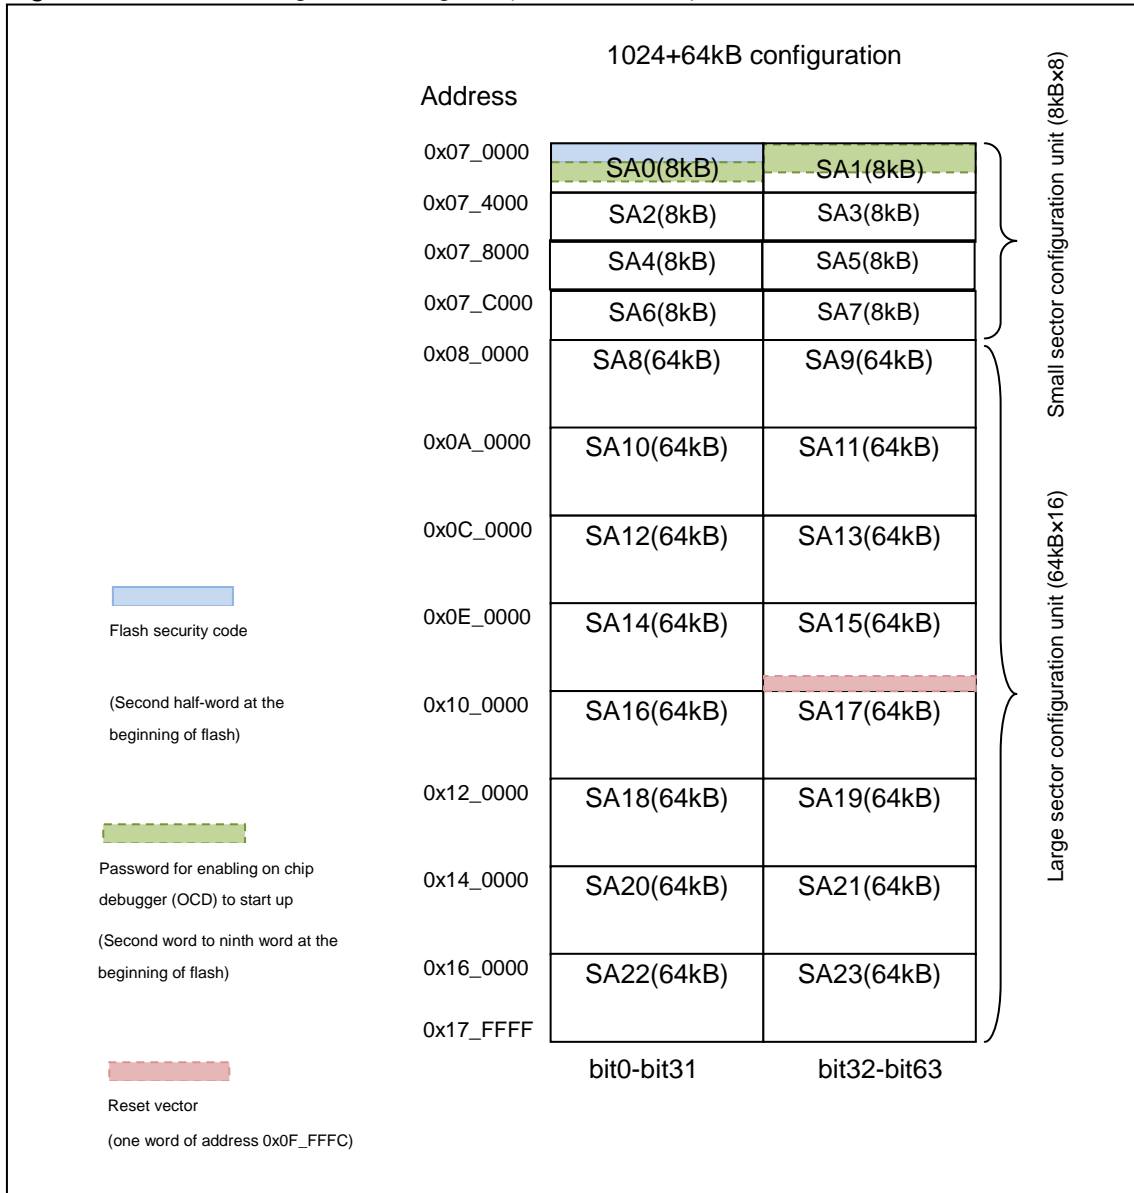 1024+64kB configuration
Address
0x07_0000
SA0(8kB)
SA1(8kB)
0x07_4000
SA2(8kB)
SA3(8kB)
0x07_8000
SA4(8kB)
SA5(8kB)
0x07_C000
SA6(8kB)
SA7(8kB)
Small sector configuration unit (8kB×8)
0x08_0000
SA8(64kB)
SA9(64kB)
0x0A_0000
SA10(64kB)
SA11(64kB)
0x0C_0000
SA12(64kB)
SA13(64kB)
0x0E_0000
SA14(64kB)
SA15(64kB)
0x10_0000
SA16(64kB)
SA17(64kB)
0x12_0000
SA18(64kB)
SA19(64kB)
0x14_0000
SA20(64kB)
SA21(64kB)
0x16_0000
SA22(64kB)
SA23(64kB)
0x17_FFFF
Large sector configuration unit (64kB×16)
bit0-bit31
bit32-bit63
Flash security code
(Second half-word at the
beginning of flash)
Password for enabling on chip
debugger (OCD) to start up
(Second word to ninth word at the
beginning of flash)
Reset vector
(one word of address 0x0F_FFFC)